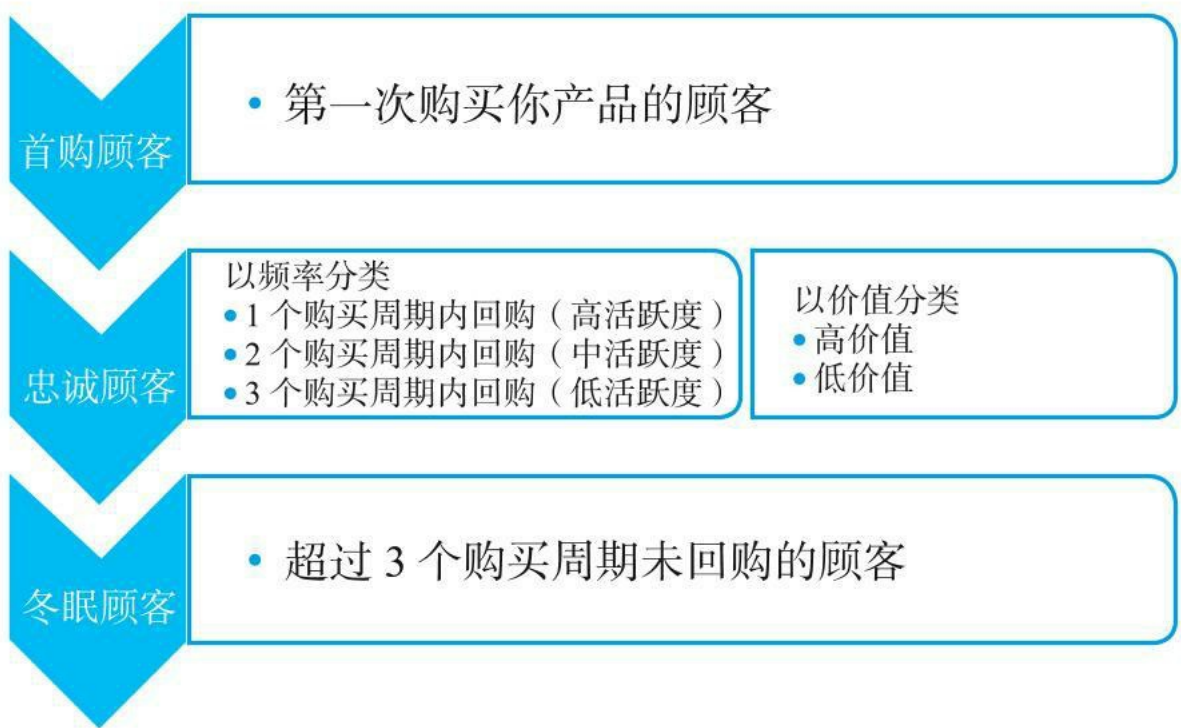 首购顾客
• 第一次购买你产品的顾客
忠诚顾客
以频率分类
•1 个购买周期内回购（高活跃度）
•2 个购买周期内回购（中活跃度）
•3 个购买周期内回购（低活跃度）
以价值分类
•高价值
•低价值
冬眠顾客
• 超过 3 个购买周期未回购的顾客